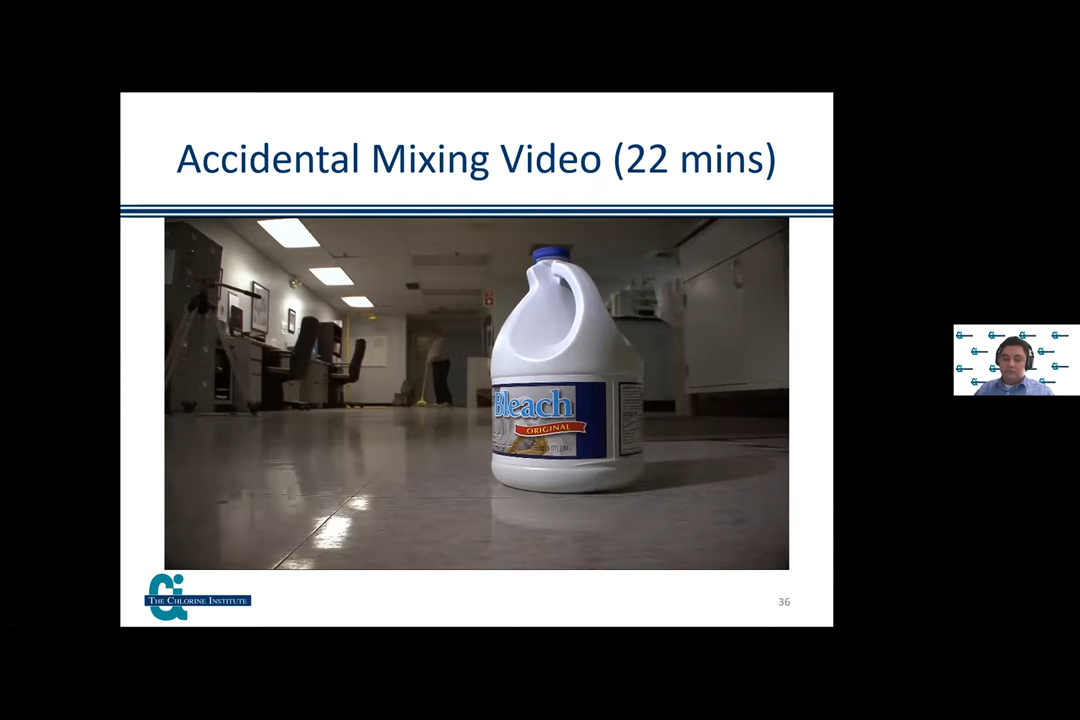 Accidental Mixing Video (22 mins)
Bleach
ORIGINAL
THE CHLORINE INSTITUTE
36